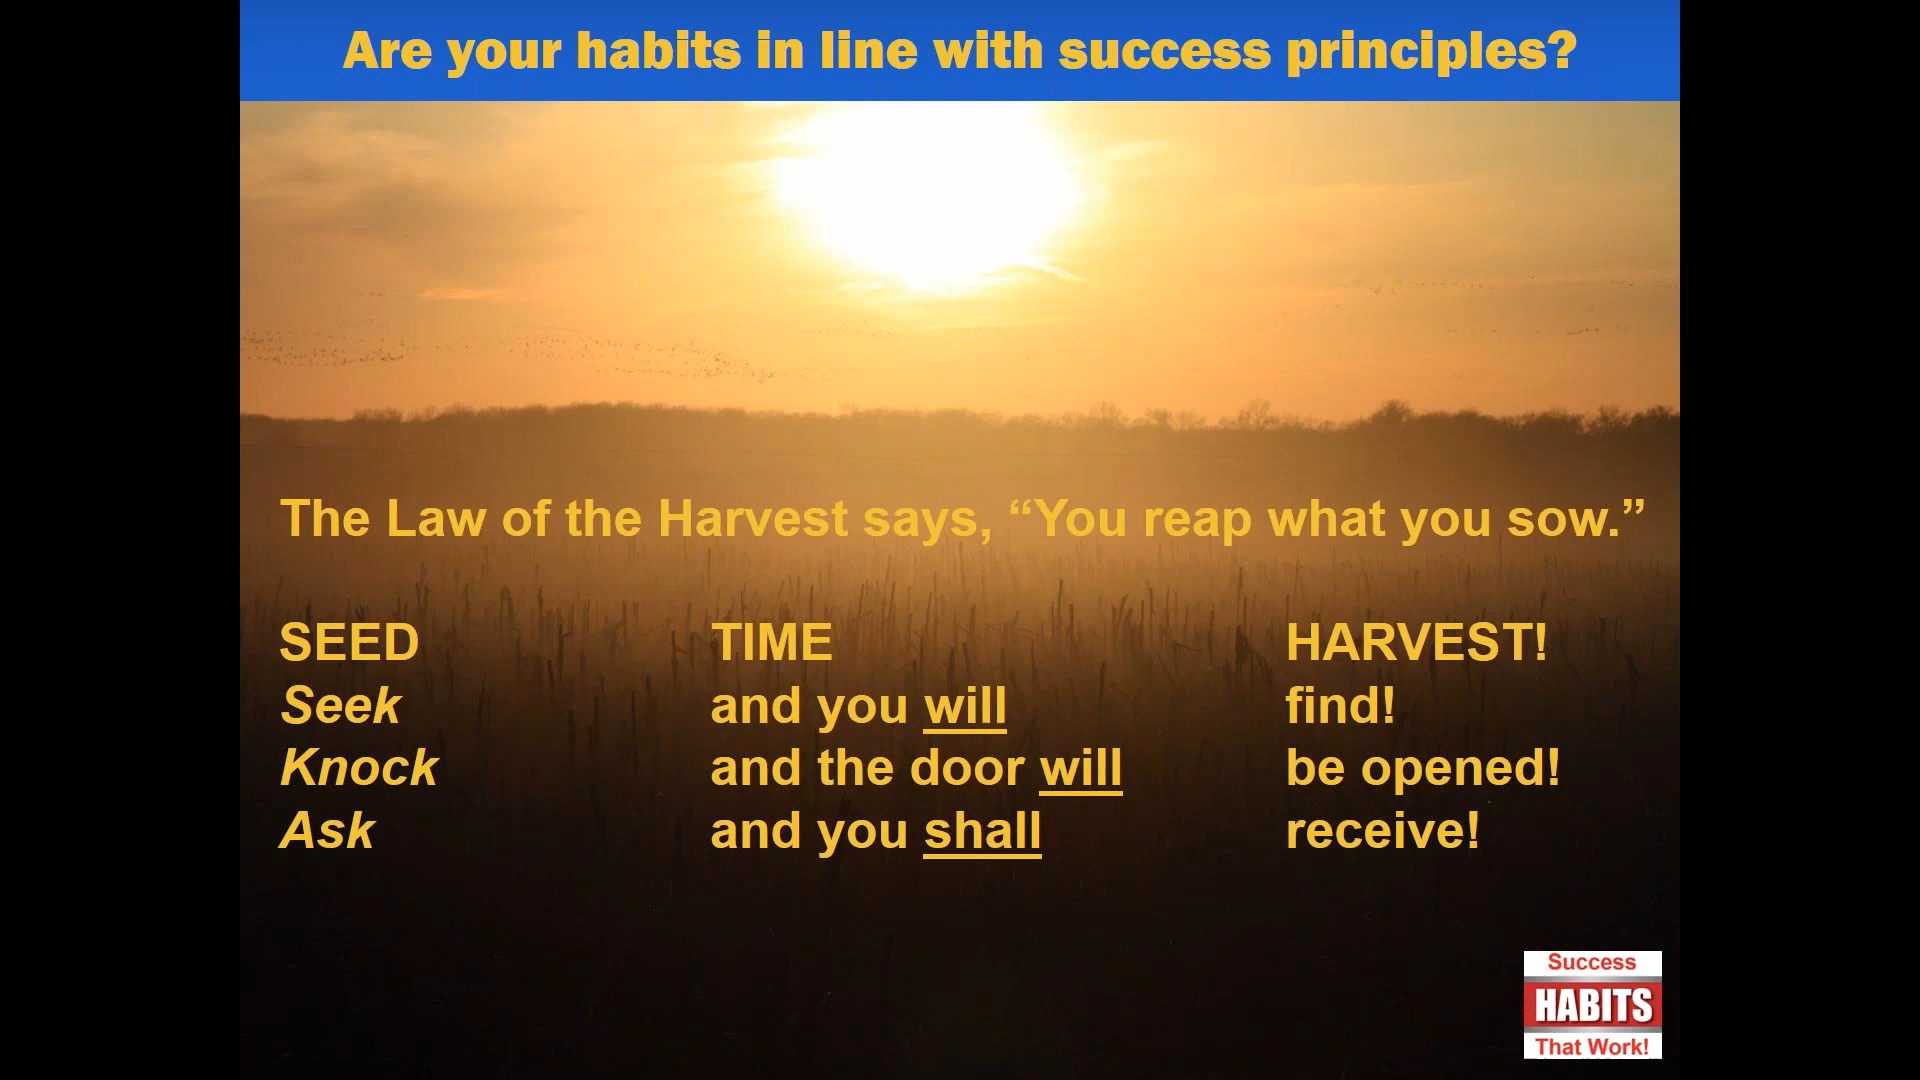 Are your habits in line with success principles?
The Law of the Harvest says, “You reap what you sow.”
SEED TIME HARVEST!
Seek and you will find!
Knock and the door will be opened!
Ask and you shall receive!
Success
HABITS
That Work!